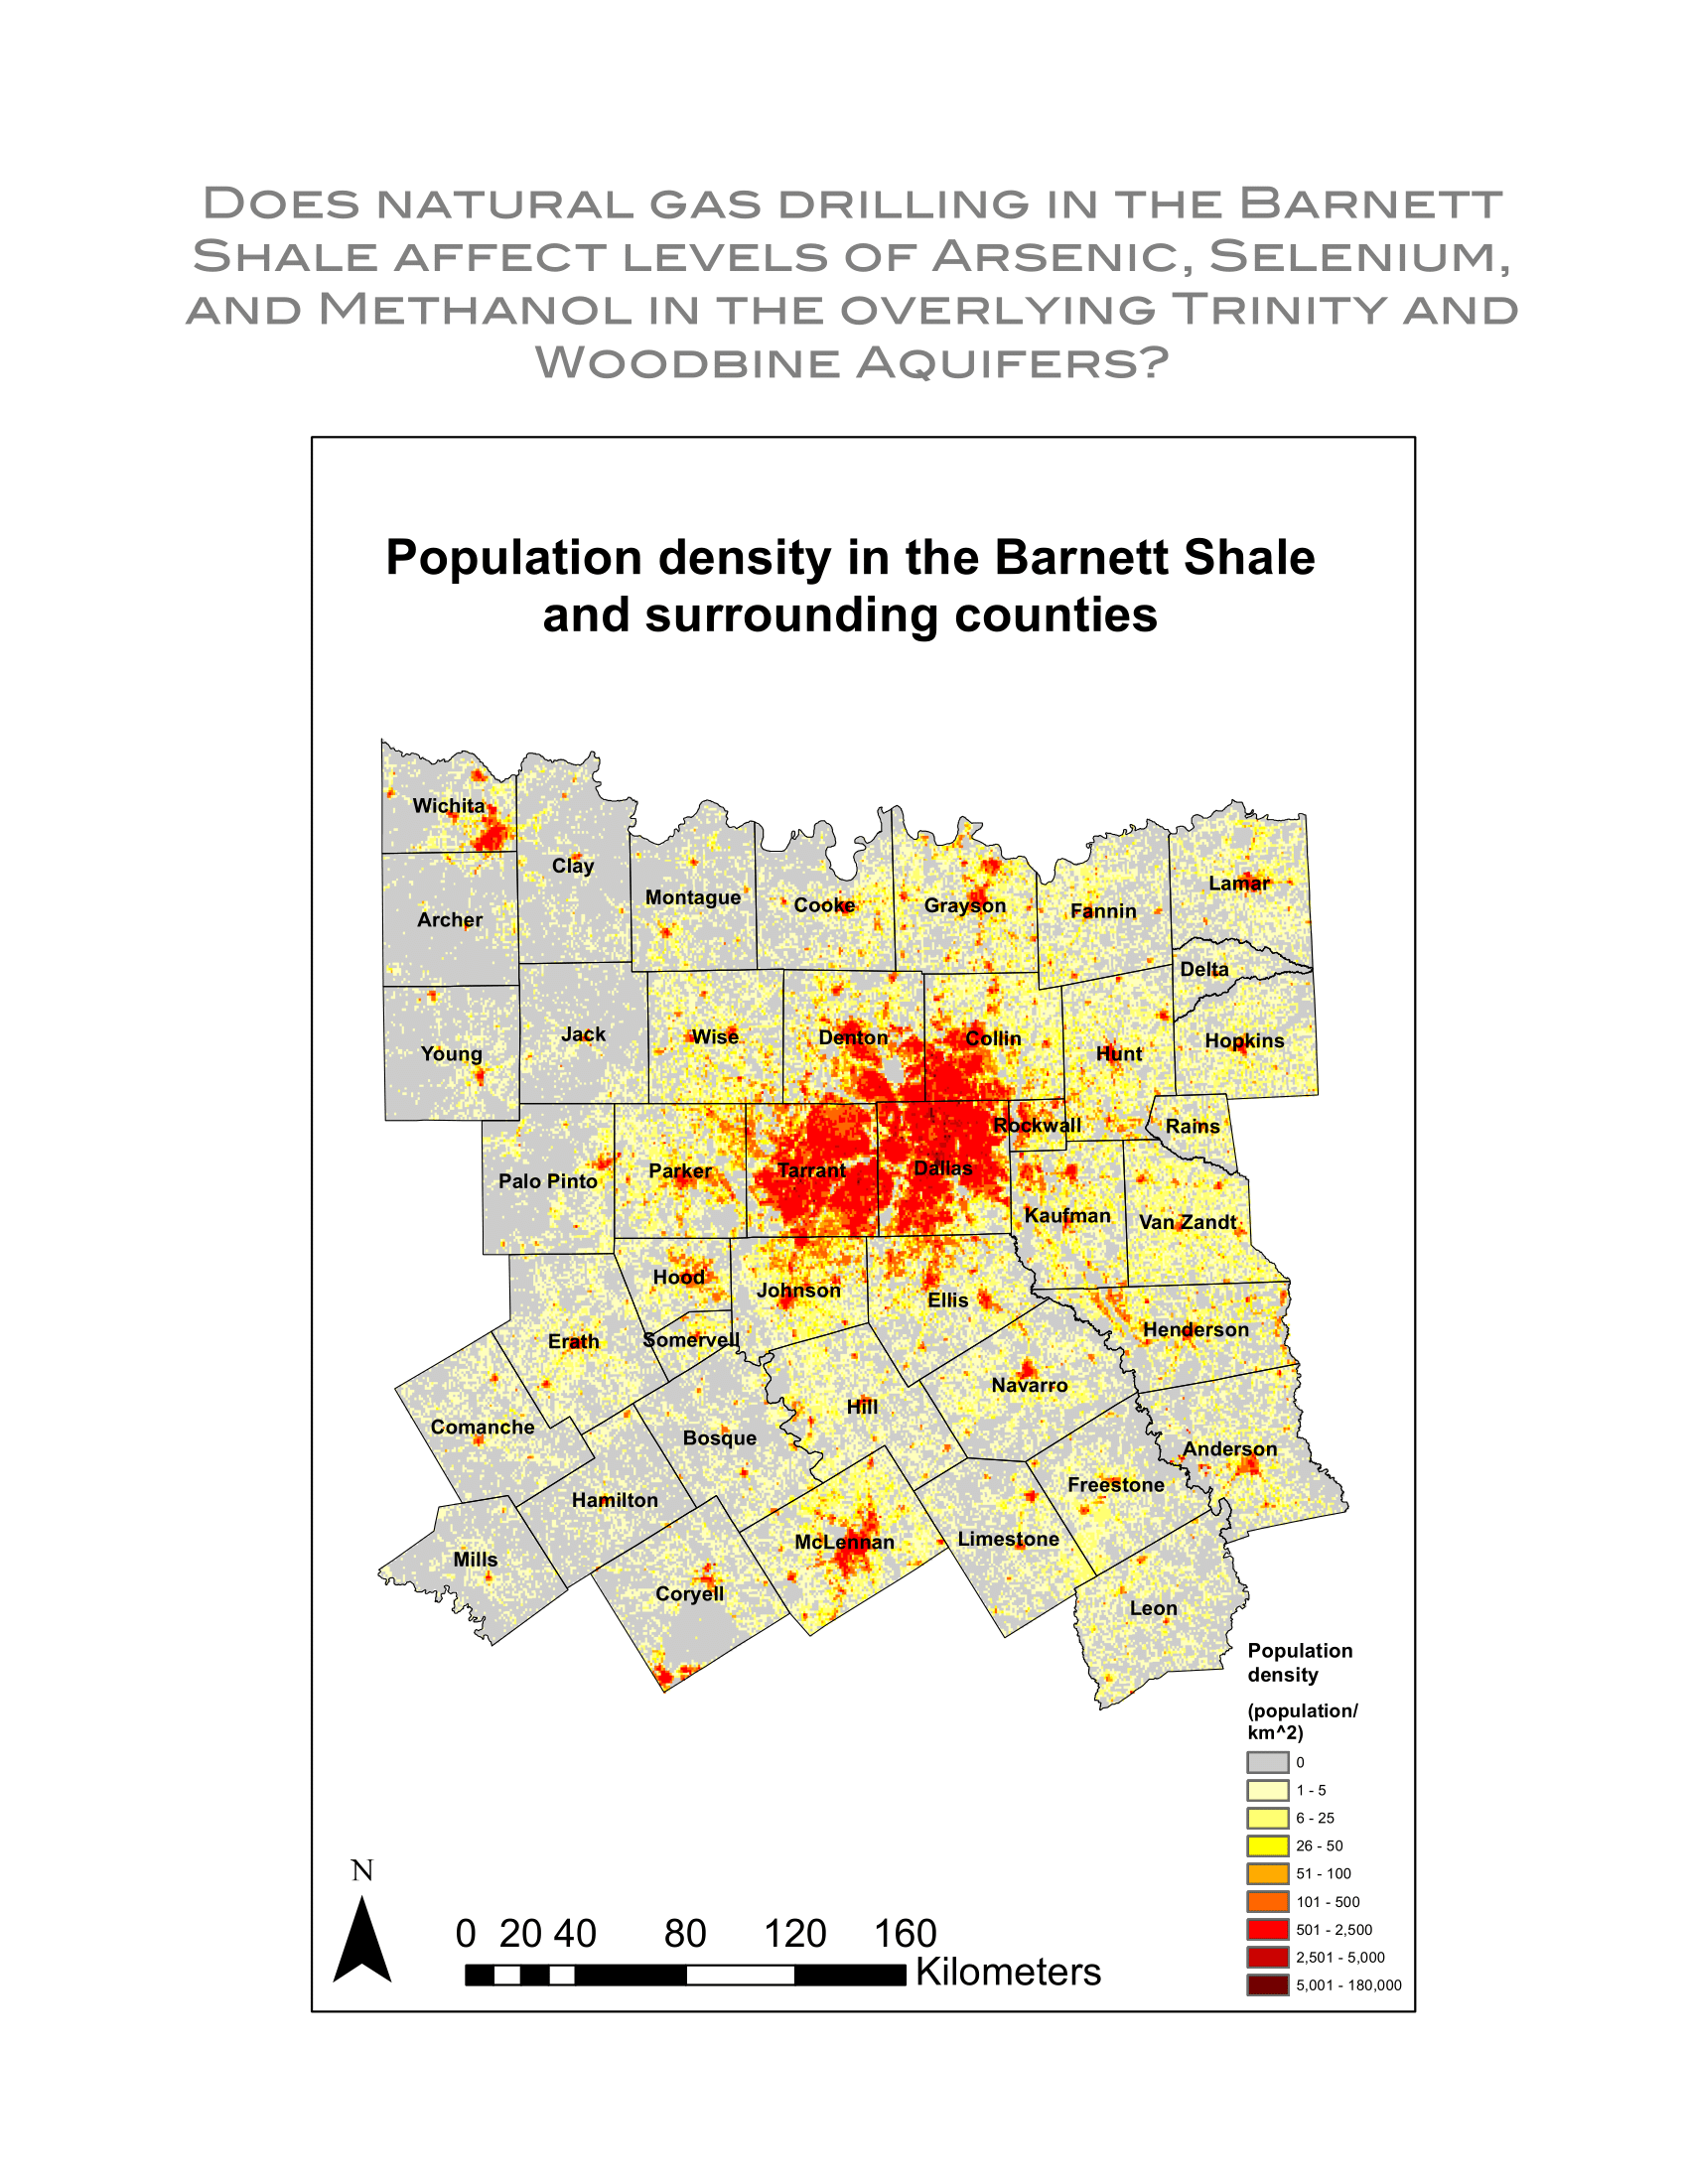 Does natural gas drilling in the Barnett
Shale affect levels of Arsenic, Selenium,
and Methanol in the overlying Trinity and
Woodbine Aquifers?
Population density in the Barnett Shale
and surrounding counties
Wichita
Clay
Archer
Montague
Cooke
Grayson
Fannin
Lamar
Delta
Young
Jack
Wise
Denton
Collin
Hunt
Hopkins
Palo Pinto
Parker
Tarrant
Dallas
Rockwall
Rains
Kaufman
Van Zandt
Hood
Johnson
Ellis
Henderson
Erath
Somervell
Navarro
Comanche
Bosque
Hill
Anderson
Hamilton
Freestone
Mills
McLennan
Limestone
Coryell
Leon
Population
density
(population/
km^2)
0
1 - 5
6 - 25
26 - 50
51 - 100
101 - 500
501 - 2,500
2,501 - 5,000
5,001 - 180,000
N
0 20 40 80 120 160
Kilometers